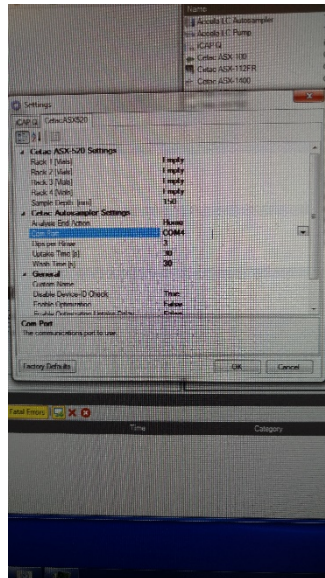 Name
Accela LC Autosampler
Accela LC Pump
iCAP Q
Cetac ASX-100
Cetac ASX-112FR
Cetac ASX-1400
Settings
iCAP Q
Cetac ASX520
Cetac ASX-520 Settings
Rack 1 [Vials] Empty
Rack 2 [Vials] Empty
Rack 3 [Vials] Empty
Rack 4 [Vials] Empty
Sample Depth [mm] 150
Cetac Autosampler Settings
Analysis End Action Home
Com Port COM4
Dips per Rinse 3
Uptake Time [s] 30
Wash Time [s] 20
General
Custom Name
Disable Device-ID Check True
Enable Optimization False
Com Port
The communications port to use.
Factory Defaults
OK
Cancel
Fatal Errors
Time
Category